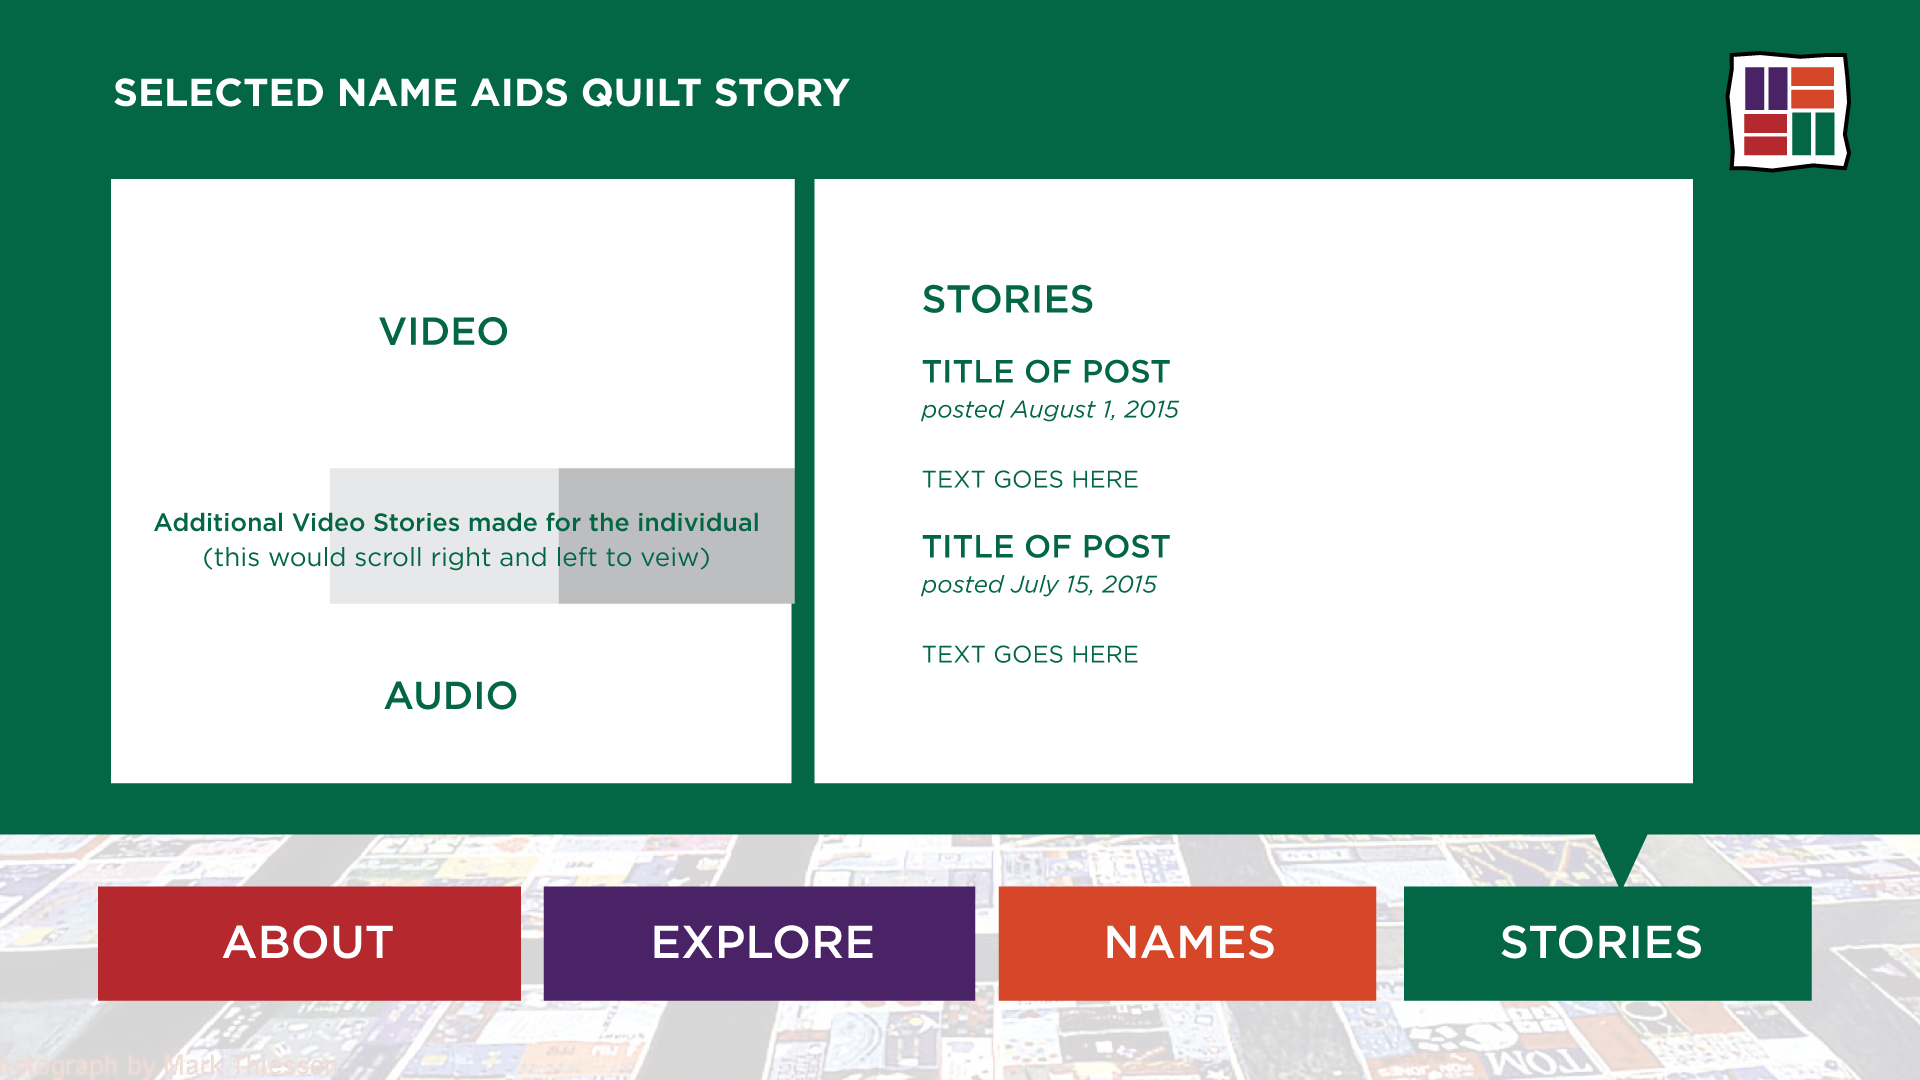 SELECTED NAME AIDS QUILT STORY
VIDEO
Additional Video Stories made for the individual
(this would scroll right and left to veiw)
AUDIO
STORIES
TITLE OF POST
posted August 1, 2015
TEXT GOES HERE
TITLE OF POST
posted July 15, 2015
TEXT GOES HERE
ABOUT
EXPLORE
NAMES
STORIES
TOM
by Mark Thiessen